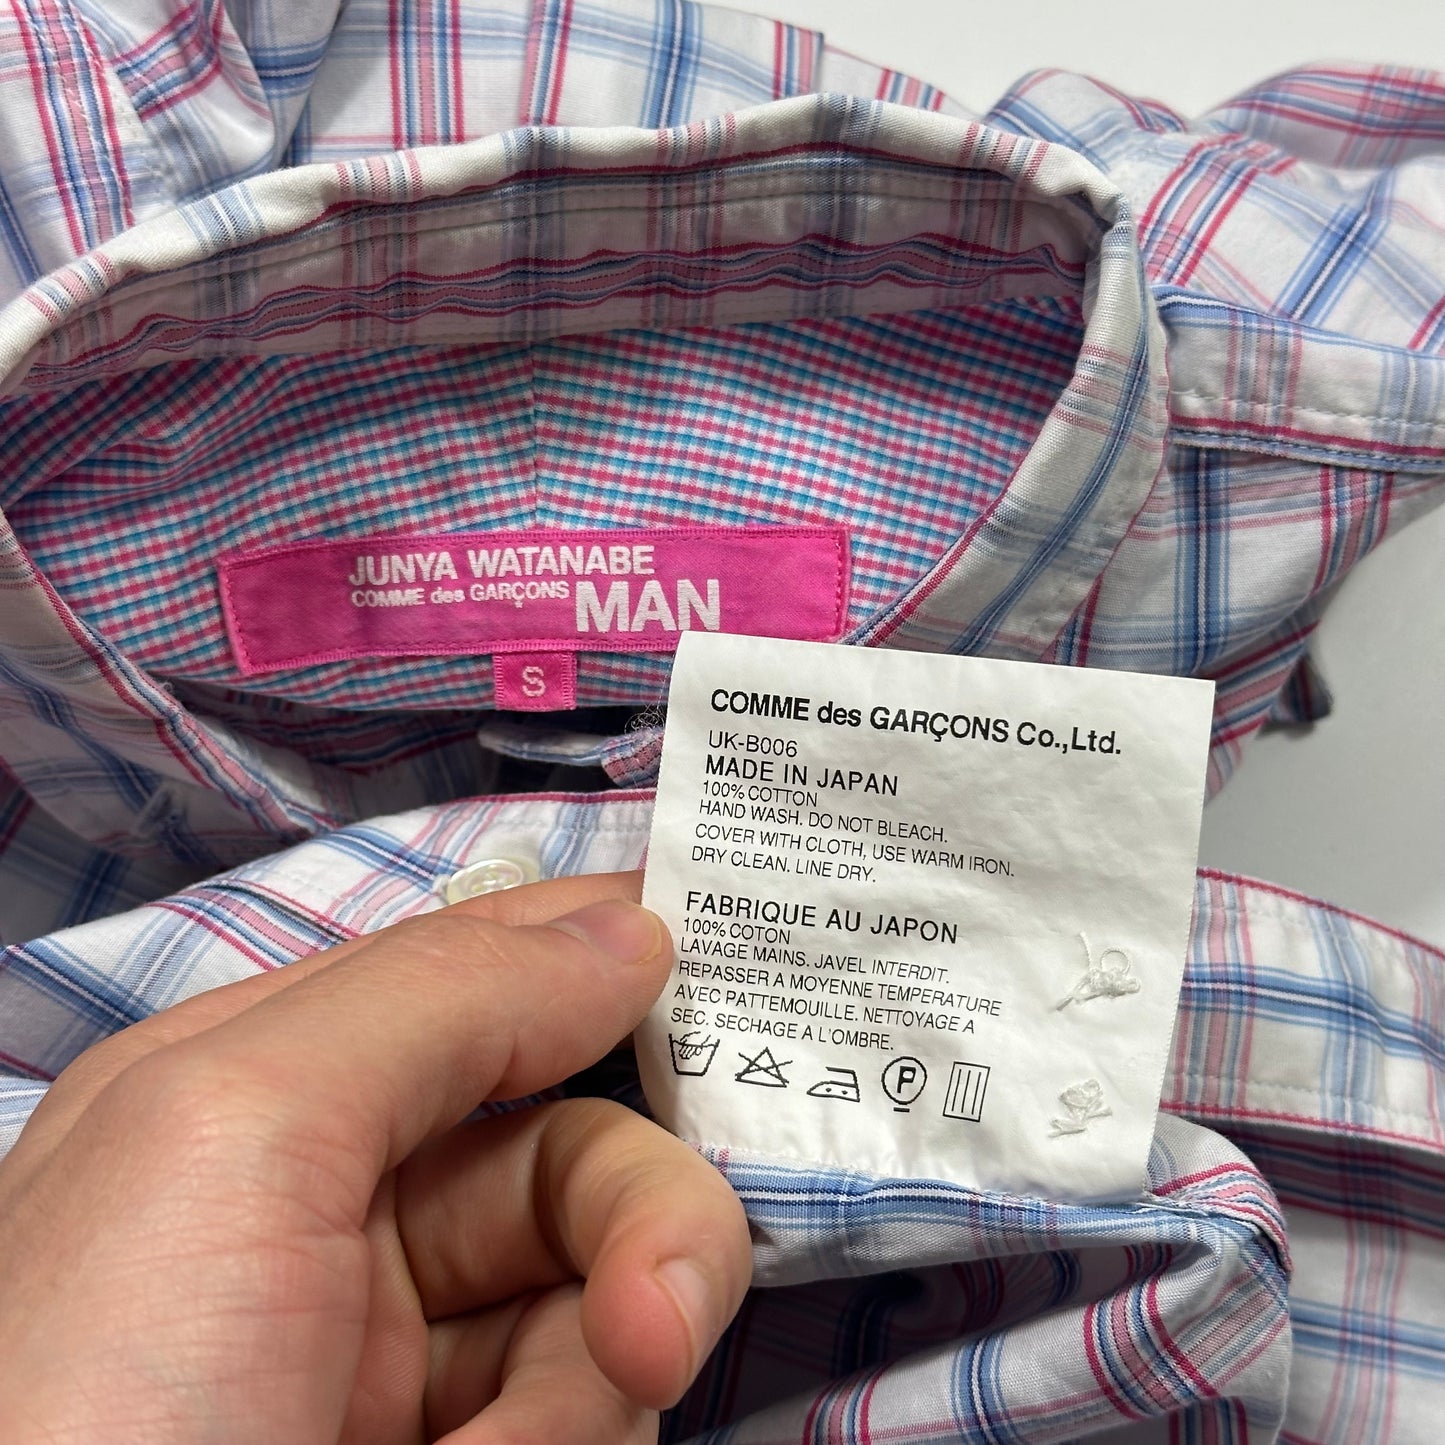 JUNYA WATANABE
COMME des GARÇONS MAN
S
COMME des GARÇONS Co.,Ltd.
UK-B006
MADE IN JAPAN
100% COTTON
HAND WASH. DO NOT BLEACH.
COVER WITH CLOTH, USE WARM IRON.
DRY CLEAN. LINE DRY.
FABRIQUE AU JAPON
100% COTON
LAVAGE MAINS. JAVEL INTERDIT.
REPASSER A MOYENNE TEMPERATURE
AVEC PATTEMOUILLE. NETTOYAGE A
SEC. SECHAGE A L'OMBRE.
P